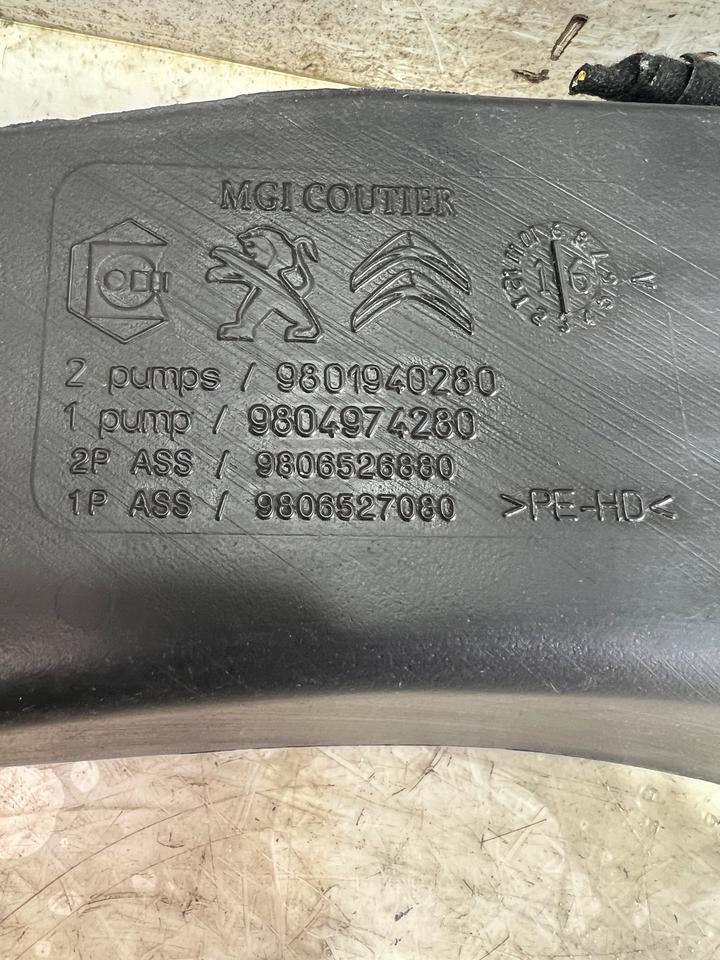 MGI COUTIER
2 pumps / 9801940280
1 pump / 9804974280
2P ASS / 9806526880
1P ASS / 9806527080
>PE-HD<